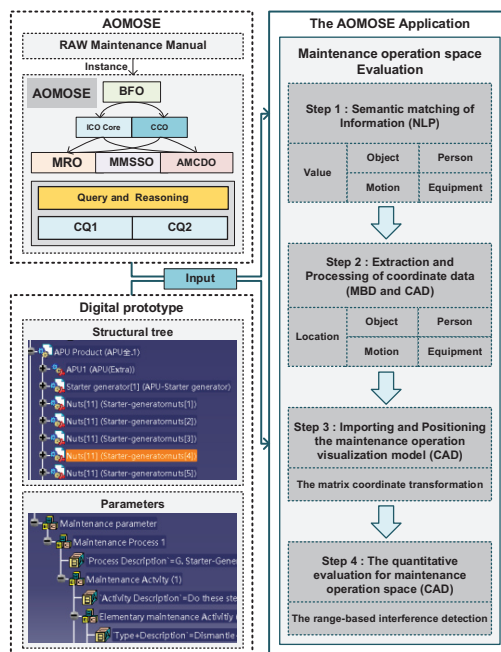 AOMOSE
RAW Maintenance Manual
Instance
AOMOSE
BFO
ICO Core
CCO
MRO
MMSSO
AMCDO
Query and Reasoning
CQ1
CQ2
Input
Digital prototype
Structural tree
APU Product (APU全.1)
APU1 (APU(Extra))
Starter generator[1] (APU-Starter generator)
Nuts[11] (Starter-generatornuts[1])
Nuts[11] (Starter-generatornuts[2])
Nuts[11] (Starter-generatornuts[3])
Nuts[11] (Starter-generatornuts[4])
Nuts[11] (Starter-generatornuts[5])
Parameters
Maintenance parameter
Maintenance Process 1
`Process Description`=G, Starter-Gene
Maintenance Activity (1)
`Activity Description`=Do these ste
Elementary maintenance Activitiy (
`Type+Description`=Dismantle
The AOMOSE Application
Maintenance operation space
Evaluation
Step 1 : Semantic matching of
Information (NLP)
Value
Object
Person
Motion
Equipment
Step 2 : Extraction and
Processing of coordinate data
(MBD and CAD)
Location
Object
Person
Motion
Equipment
Step 3 : Importing and Positioning
the maintenance operation
visualization model (CAD)
The matrix coordinate transformation
Step 4 : The quantitative
evaluation for maintenance
operation space (CAD)
The range-based interference detection